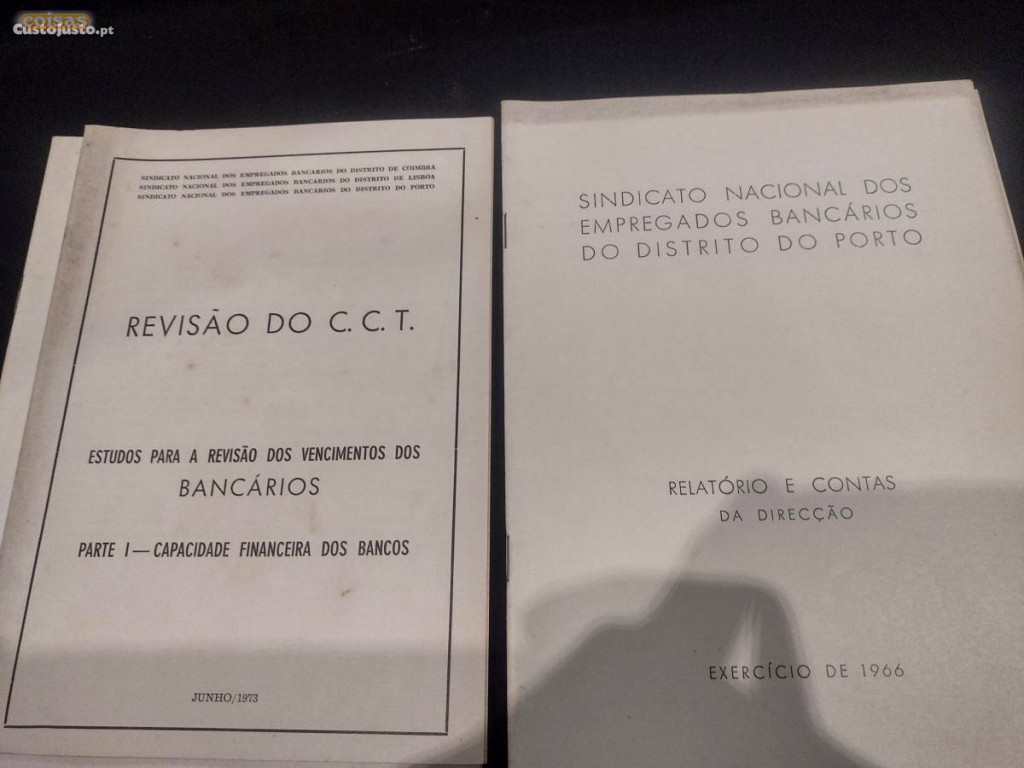 coisas
CustoJusto.pt
SINDICATO NACIONAL DOS EMPREGADOS BANCARIOS DO DISTRITO DE COIMBRA
SINDICATO NACIONAL DOS EMPREGADOS BANCARIOS DO DISTRITO DE LISBOA
SINDICATO NACIONAL DOS EMPREGADOS BANCARIOS DO DISTRITO DO PORTO
REVISÃO DO C. C. T.
ESTUDOS PARA A REVISÃO DOS VENCIMENTOS DOS
BANCÁRIOS
PARTE I — CAPACIDADE FINANCEIRA DOS BANCOS
JUNHO/1973
SINDICATO NACIONAL DOS
EMPREGADOS BANCÁRIOS
DO DISTRITO DO PORTO
RELATÓRIO E CONTAS
DA DIRECÇÃO
EXERCÍCIO DE 1966